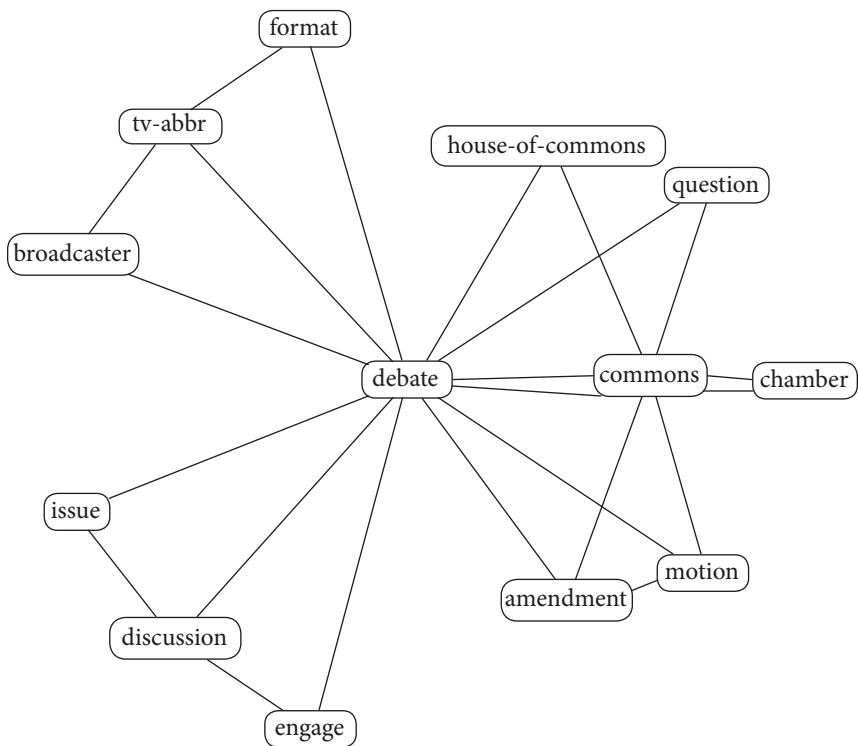 format
tv-abbr
house-of-commons
question
broadcaster
debate
commons
chamber
issue
motion
amendment
discussion
engage